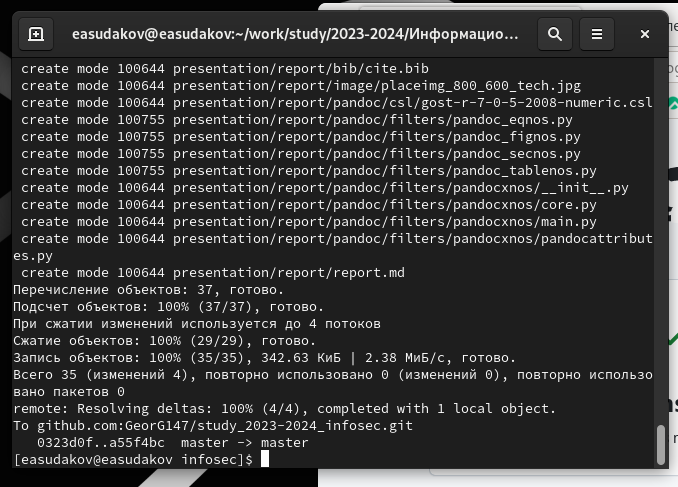 easudakov@easudakov:~/work/study/2023-2024/Информацио...
create mode 100644 presentation/report/bib/cite.bib
create mode 100644 presentation/report/image/placeimg_800_600_tech.jpg
create mode 100644 presentation/report/pandoc/csl/gost-r-7-0-5-2008-numeric.csl
create mode 100755 presentation/report/pandoc/filters/pandoc_eqnos.py
create mode 100755 presentation/report/pandoc/filters/pandoc_fignos.py
create mode 100755 presentation/report/pandoc/filters/pandoc_secnos.py
create mode 100755 presentation/report/pandoc/filters/pandoc_tablenos.py
create mode 100644 presentation/report/pandoc/filters/pandocxnos/__init__.py
create mode 100644 presentation/report/pandoc/filters/pandocxnos/core.py
create mode 100644 presentation/report/pandoc/filters/pandocxnos/main.py
create mode 100644 presentation/report/pandoc/filters/pandocxnos/pandocattribut
es.py
create mode 100644 presentation/report/report.md
Перечисление объектов: 37, готово.
Подсчет объектов: 100% (37/37), готово.
При сжатии изменений используется до 4 потоков
Сжатие объектов: 100% (29/29), готово.
Запись объектов: 100% (35/35), 342.63 КиБ | 2.38 МиБ/с, готово.
Всего 35 (изменений 4), повторно использовано 0 (изменений 0), повторно использо
вано пакетов 0
remote: Resolving deltas: 100% (4/4), completed with 1 local object.
To github.com:GeorG147/study_2023-2024_infosec.git
0323d0f..a55f4bc  master -> master
[easudakov@easudakov infosec]$